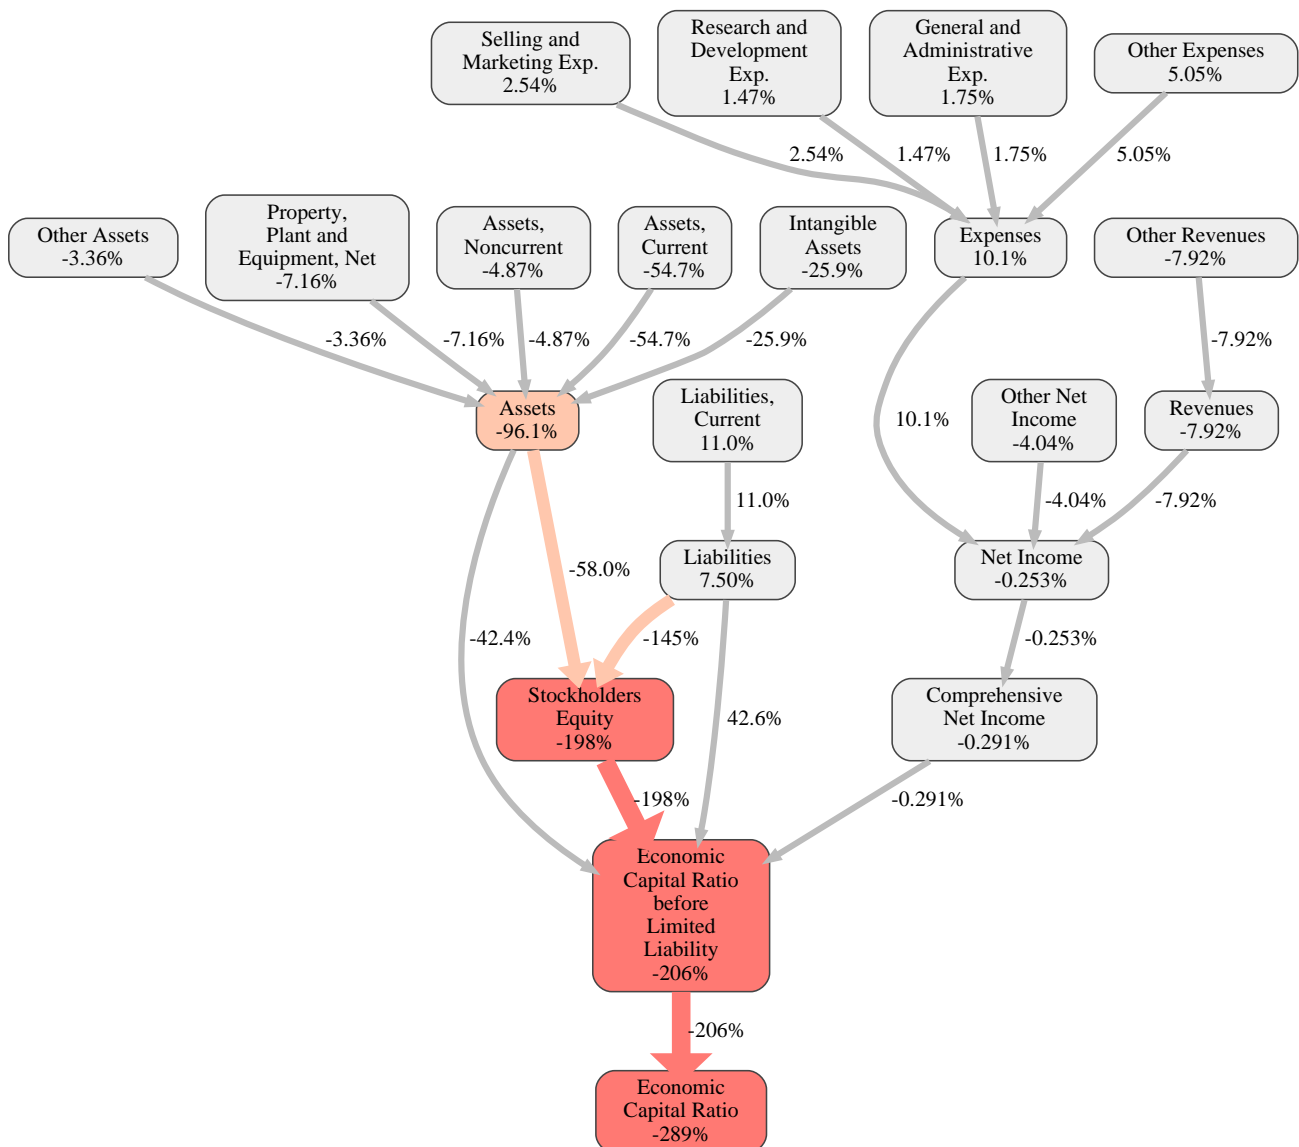 Selling and
Marketing Exp.
2.54%
Research and
Development
Exp.
1.47%
General and
Administrative
Exp.
1.75%
Other Expenses
5.05%
2.54%
1.47%
1.75%
5.05%
Other Assets
-3.36%
Property,
Plant and
Equipment, Net
-7.16%
Assets,
Noncurrent
-4.87%
Assets,
Current
-54.7%
Intangible
Assets
-25.9%
Expenses
10.1%
Other Revenues
-7.92%
-3.36%
-7.16%
-4.87%
-54.7%
-25.9%
-7.92%
Assets
-96.1%
Liabilities,
Current
11.0%
10.1%
Other Net
Income
-4.04%
Revenues
-7.92%
11.0%
-4.04%
-7.92%
-58.0%
Liabilities
7.50%
Net Income
-0.253%
-42.4%
-145%
-0.253%
Stockholders
Equity
-198%
42.6%
Comprehensive
Net Income
-0.291%
-198%
-0.291%
Economic
Capital Ratio
before
Limited
Liability
-206%
-206%
Economic
Capital Ratio
-289%